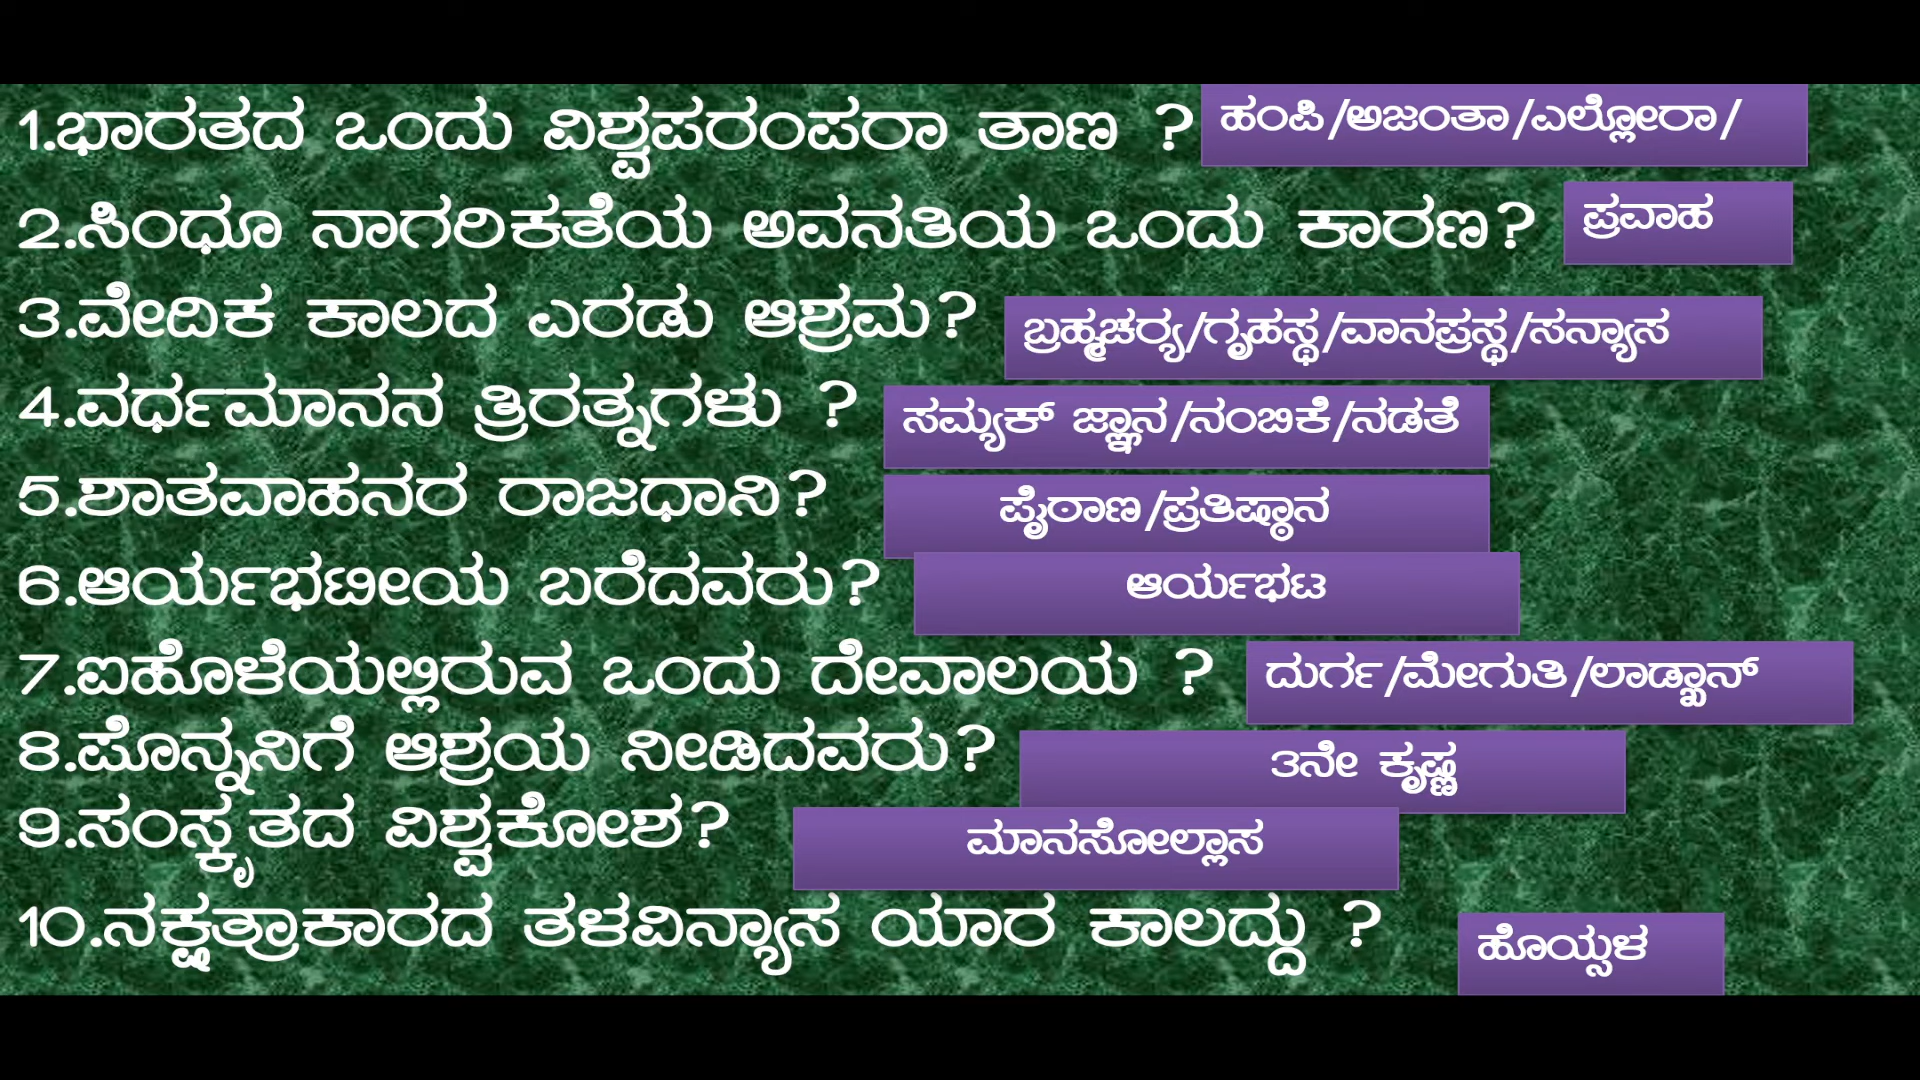 1.ಭಾರತದ ಒಂದು ವಿಶ್ವಪರಂಪರಾ ತಾಣ ? ಹಂಪಿ/ಅಜಂತಾ/ಎಲ್ಲೋರಾ/
2.ಸಿಂಧೂ ನಾಗರಿಕತೆಯ ಅವನತಿಯ ಒಂದು ಕಾರಣ? ಪ್ರವಾಹ
3.ವೇದಿಕ ಕಾಲದ ಎರಡು ಆಶ್ರಮ? ಬ್ರಹ್ಮಚರ‍್ಯ/ಗೃಹಸ್ಥ/ವಾನಪ್ರಸ್ಥ/ಸನ್ಯಾಸ
4.ವರ್ಧಮಾನನ ತ್ರಿರತ್ನಗಳು ? ಸಮ್ಯಕ್ ಜ್ಞಾನ/ನಂಬಿಕೆ/ನಡತೆ
5.ಶಾತವಾಹನರ ರಾಜಧಾನಿ? ಪೈಠಾಣ/ಪ್ರತಿಷ್ಠಾನ
6.ಆರ್ಯಭಟೀಯ ಬರೆದವರು? ಆರ್ಯಭಟ
7.ಐಹೊಳೆಯಲ್ಲಿರುವ ಒಂದು ದೇವಾಲಯ ? ದುರ್ಗ/ಮೇಗುತಿ/ಲಾಡ್ಖಾನ್
8.ಪೊನ್ನನಿಗೆ ಆಶ್ರಯ ನೀಡಿದವರು? 3ನೇ ಕೃಷ್ಣ
9.ಸಂಸ್ಕೃತದ ವಿಶ್ವಕೋಶ? ಮಾನಸೋಲ್ಲಾಸ
10.ನಕ್ಷತ್ರಾಕಾರದ ತಳವಿನ್ಯಾಸ ಯಾರ ಕಾಲದ್ದು ? ಹೊಯ್ಸಳ